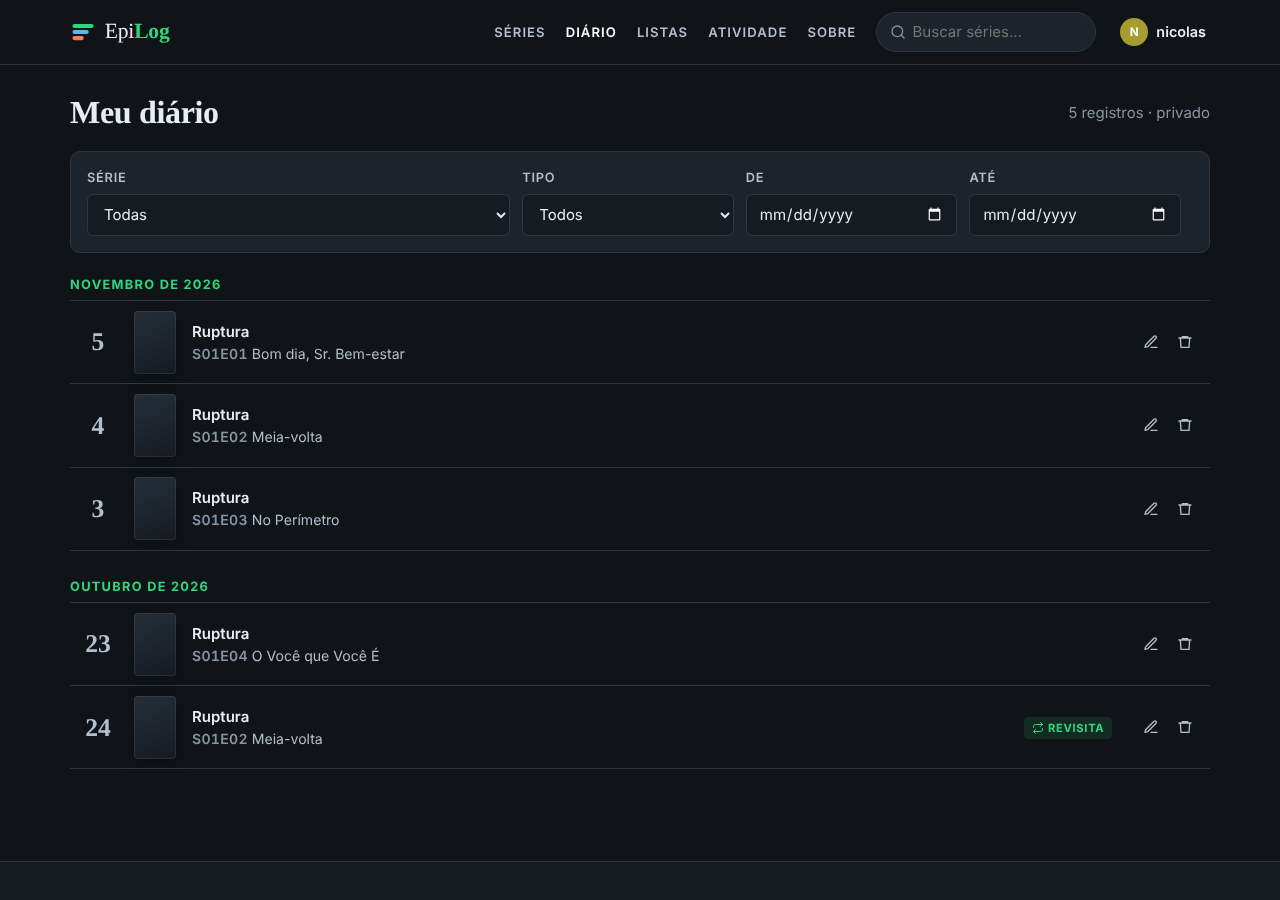 EpiLog
SÉRIES DIÁRIO LISTAS ATIVIDADE SOBRE Buscar séries... N nicolas
Meu diário
5 registros · privado
SÉRIE TIPO DE ATÉ
Todas Todos mm/dd/yyyy mm/dd/yyyy
NOVEMBRO DE 2026
5 Ruptura
S01E01 Bom dia, Sr. Bem-estar
4 Ruptura
S01E02 Meia-volta
3 Ruptura
S01E03 No Perímetro
OUTUBRO DE 2026
23 Ruptura
S01E04 O Você que Você É
24 Ruptura
S01E02 Meia-volta
REVISITA